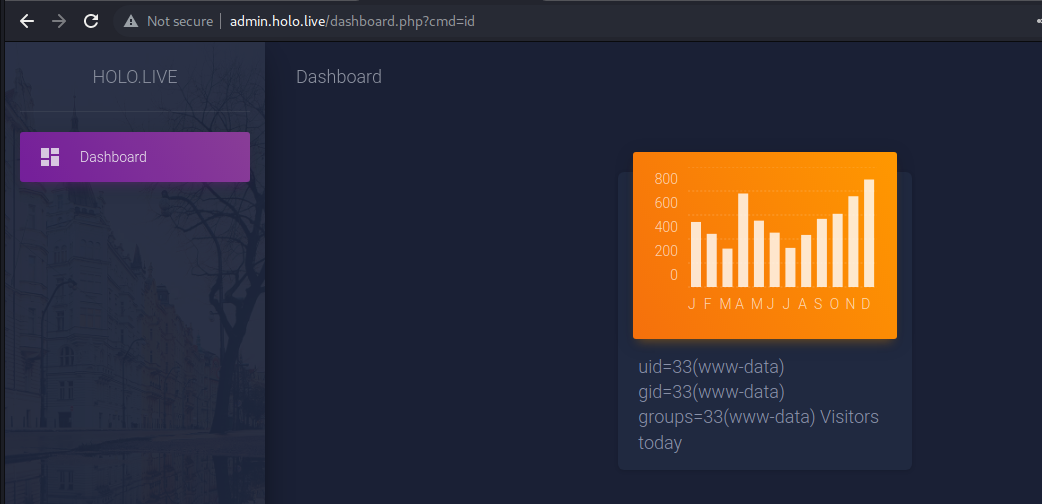 Not secure admin.holo.live/dashboard.php?cmd=id
HOLO.LIVE
Dashboard
Dashboard
800
600
400
200
0
J F M A M J J A S O N D
uid=33(www-data)
gid=33(www-data)
groups=33(www-data) Visitors
today